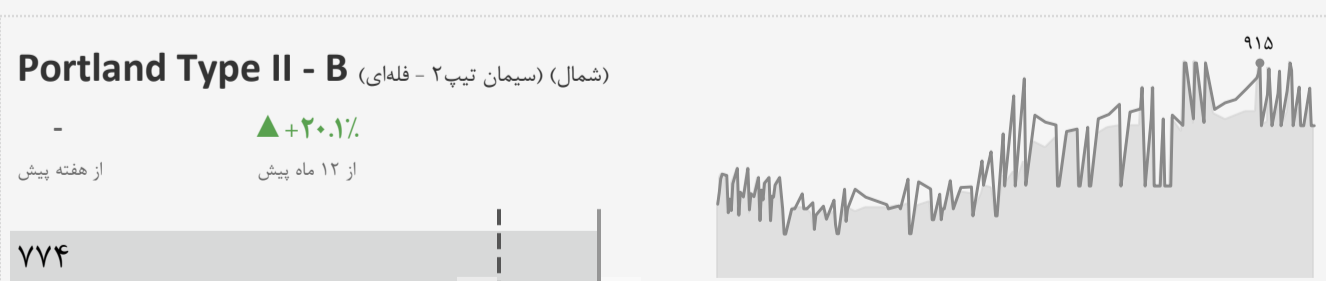 ۹۱۵
Portland Type II - B (شمال) (سیمان تیپ۲ - فله‌ای)
- ▲ +۲۰.۱٪
از هفته پیش از ۱۲ ماه پیش
۷۷۴